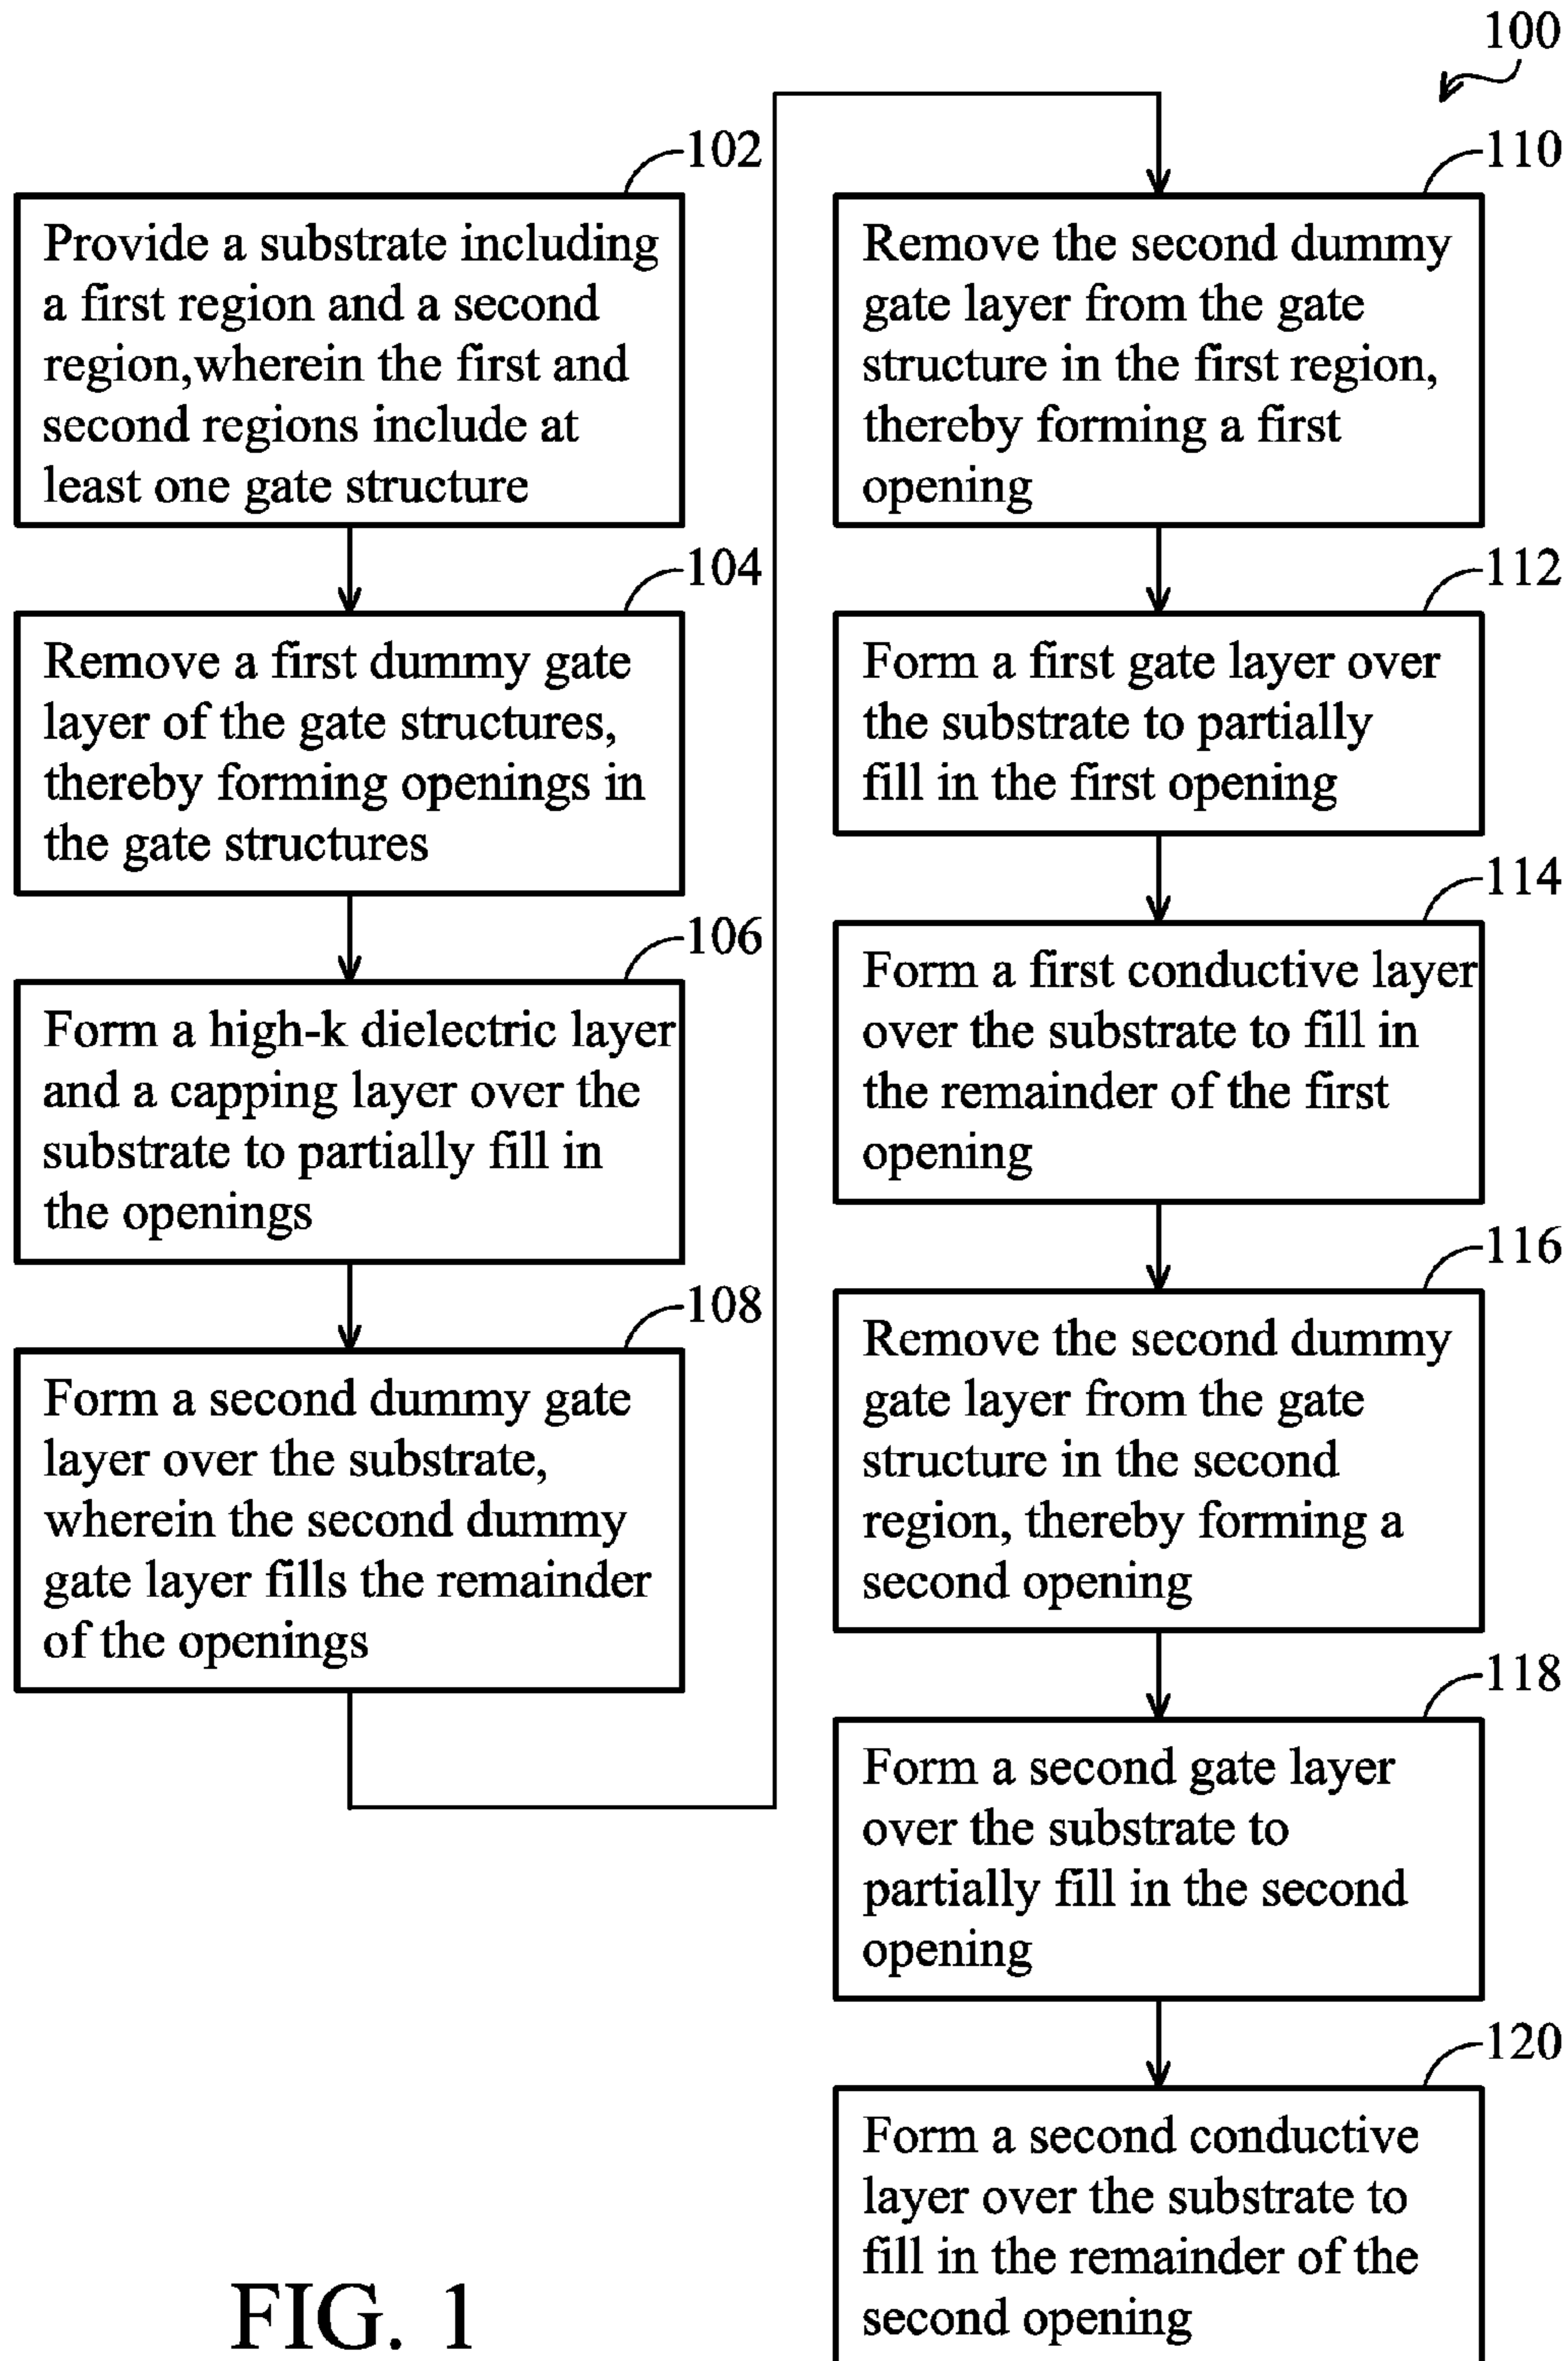 100
102
Provide a substrate including
a first region and a second
region,wherein the first and
second regions include at
least one gate structure
104
Remove a first dummy gate
layer of the gate structures,
thereby forming openings in
the gate structures
106
Form a high-k dielectric layer
and a capping layer over the
substrate to partially fill in
the openings
108
Form a second dummy gate
layer over the substrate,
wherein the second dummy
gate layer fills the remainder
of the openings
110
Remove the second dummy
gate layer from the gate
structure in the first region,
thereby forming a first
opening
112
Form a first gate layer over
the substrate to partially
fill in the first opening
114
Form a first conductive layer
over the substrate to fill in
the remainder of the first
opening
116
Remove the second dummy
gate layer from the gate
structure in the second
region, thereby forming a
second opening
118
Form a second gate layer
over the substrate to
partially fill in the second
opening
120
Form a second conductive
layer over the substrate to
fill in the remainder of the
second opening
FIG. 1